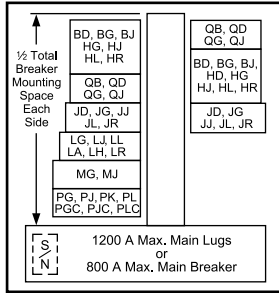 ½ Total
Breaker
Mounting
Space
Each
Side
BD, BG, BJ
HG, HJ
HL, HR
QB, QD
QG, QJ
JD, JG, JJ
JL, JR
LG, LJ, LL
LA, LH, LR
MG, MJ
PG, PJ, PK, PL
PGC, PJC, PLC
QB, QD
QG, QJ
BD, BG, BJ,
HD, HG
HJ, HL, HR
JD, JG
JJ, JL, JR
S
N
1200 A Max. Main Lugs
or
800 A Max. Main Breaker